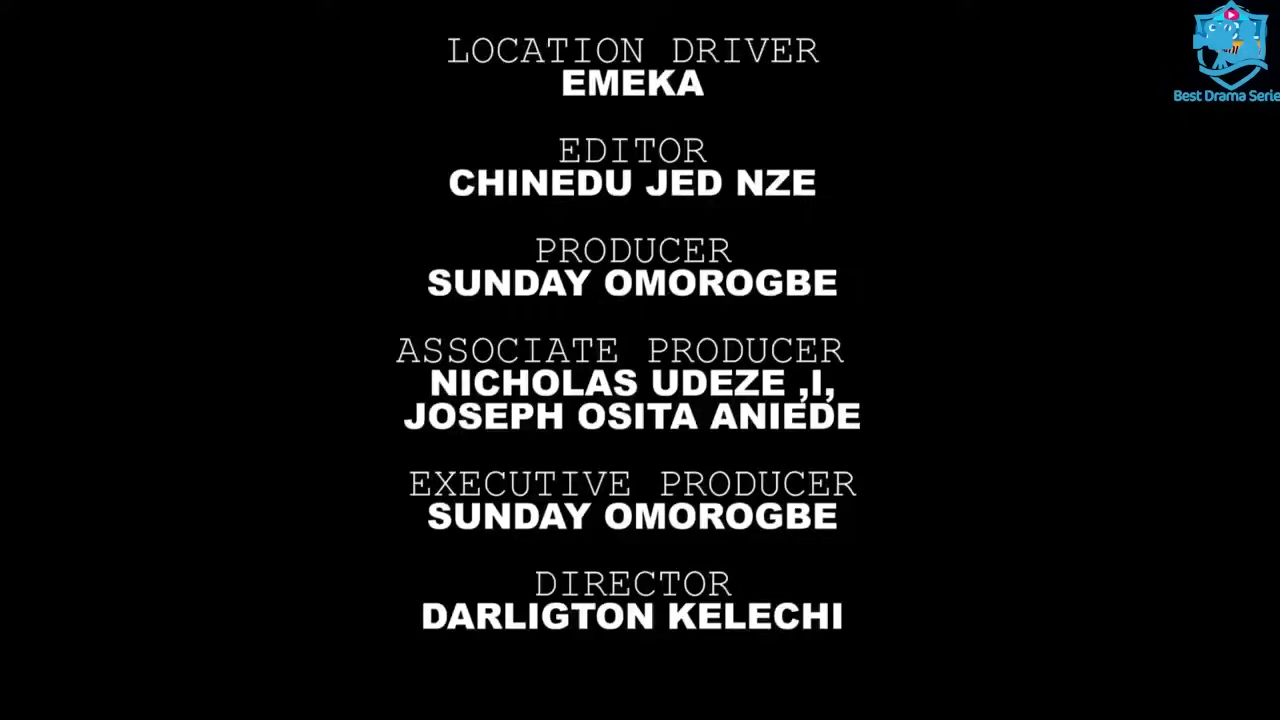 LOCATION DRIVER
EMEKA
EDITOR
CHINEDU JED NZE
PRODUCER
SUNDAY OMOROGBE
ASSOCIATE PRODUCER
NICHOLAS UDEZE ,I,
JOSEPH OSITA ANIEDE
EXECUTIVE PRODUCER
SUNDAY OMOROGBE
DIRECTOR
DARLIGTON KELECHI
Best Drama Serie